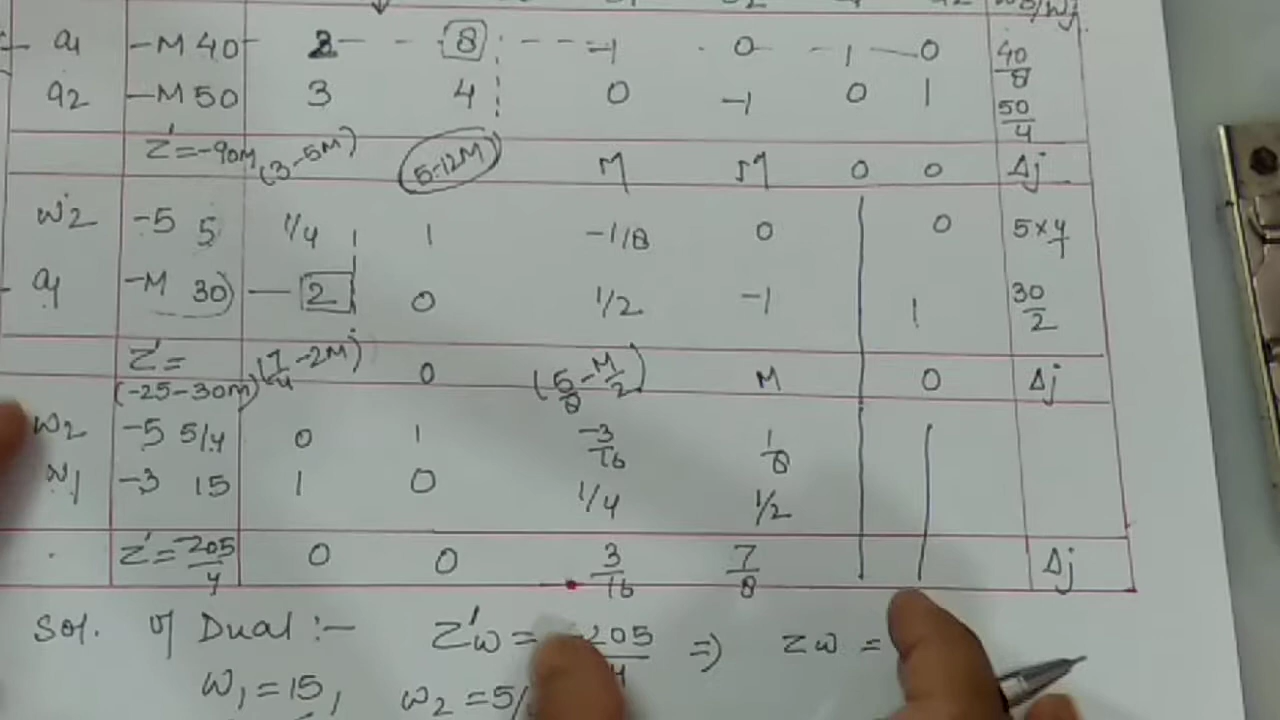 WB/Wj
a1 -M 40 2 8 -1 0 1 0 40/8
a2 -M 50 3 4 0 -1 0 1 50/4
Z' = -90M (3-5M) (5-12M) M M 0 0 Δj
w2 -5 5 1/4 1 -1/8 0 0 5×4/1
a1 -M 30 2 0 1/2 -1 1 30/2
Z' = (-25-30M) (7/4-2M) 0 (5/8-M/2) M 0 Δj
w2 -5 5/4 0 1 -3/16 1/8
w1 -3 15 1 0 1/4 1/2
Z' = -205/4 0 0 3/16 7/8 Δj
Sol. of Dual :- Z'w = 205/4 => Zw =
w1 = 15, w2 = 5/